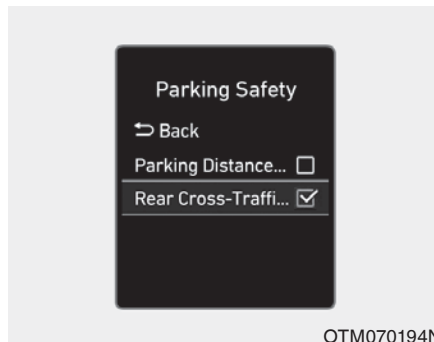 Parking Safety
Back
Parking Distance...
Rear Cross-Traffi...
OTM070194N